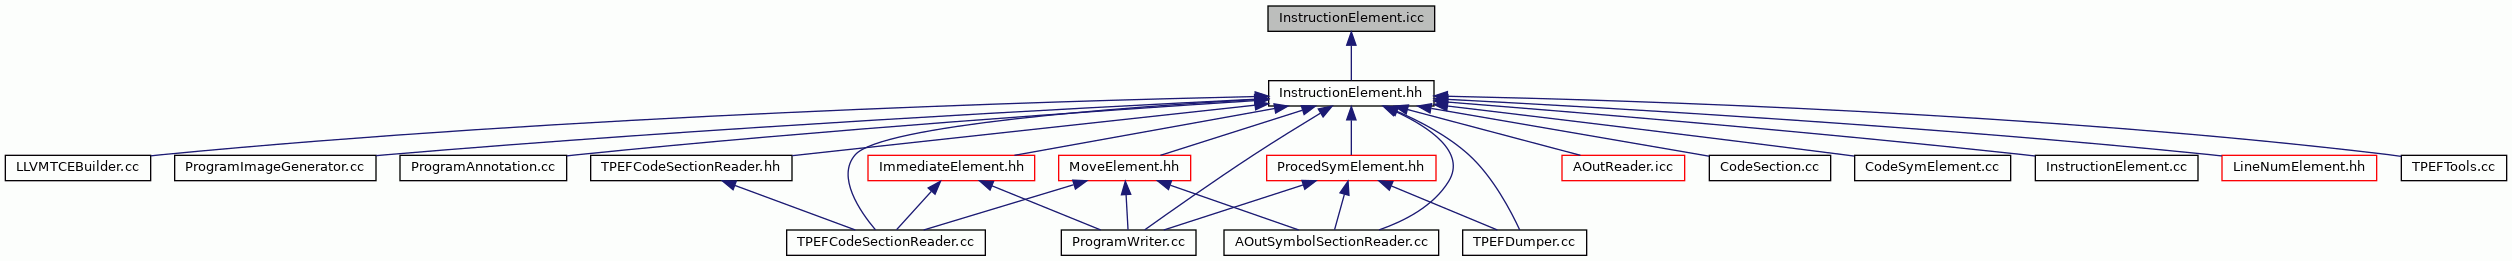 InstructionElement.icc
InstructionElement.hh
LLVMTCEBuilder.cc
ProgramImageGenerator.cc
ProgramAnnotation.cc
TPEFCodeSectionReader.hh
ImmediateElement.hh
MoveElement.hh
ProcedSymElement.hh
AOutReader.icc
CodeSection.cc
CodeSymElement.cc
InstructionElement.cc
LineNumElement.hh
TPEFTools.cc
TPEFCodeSectionReader.cc
ProgramWriter.cc
AOutSymbolSectionReader.cc
TPEFDumper.cc